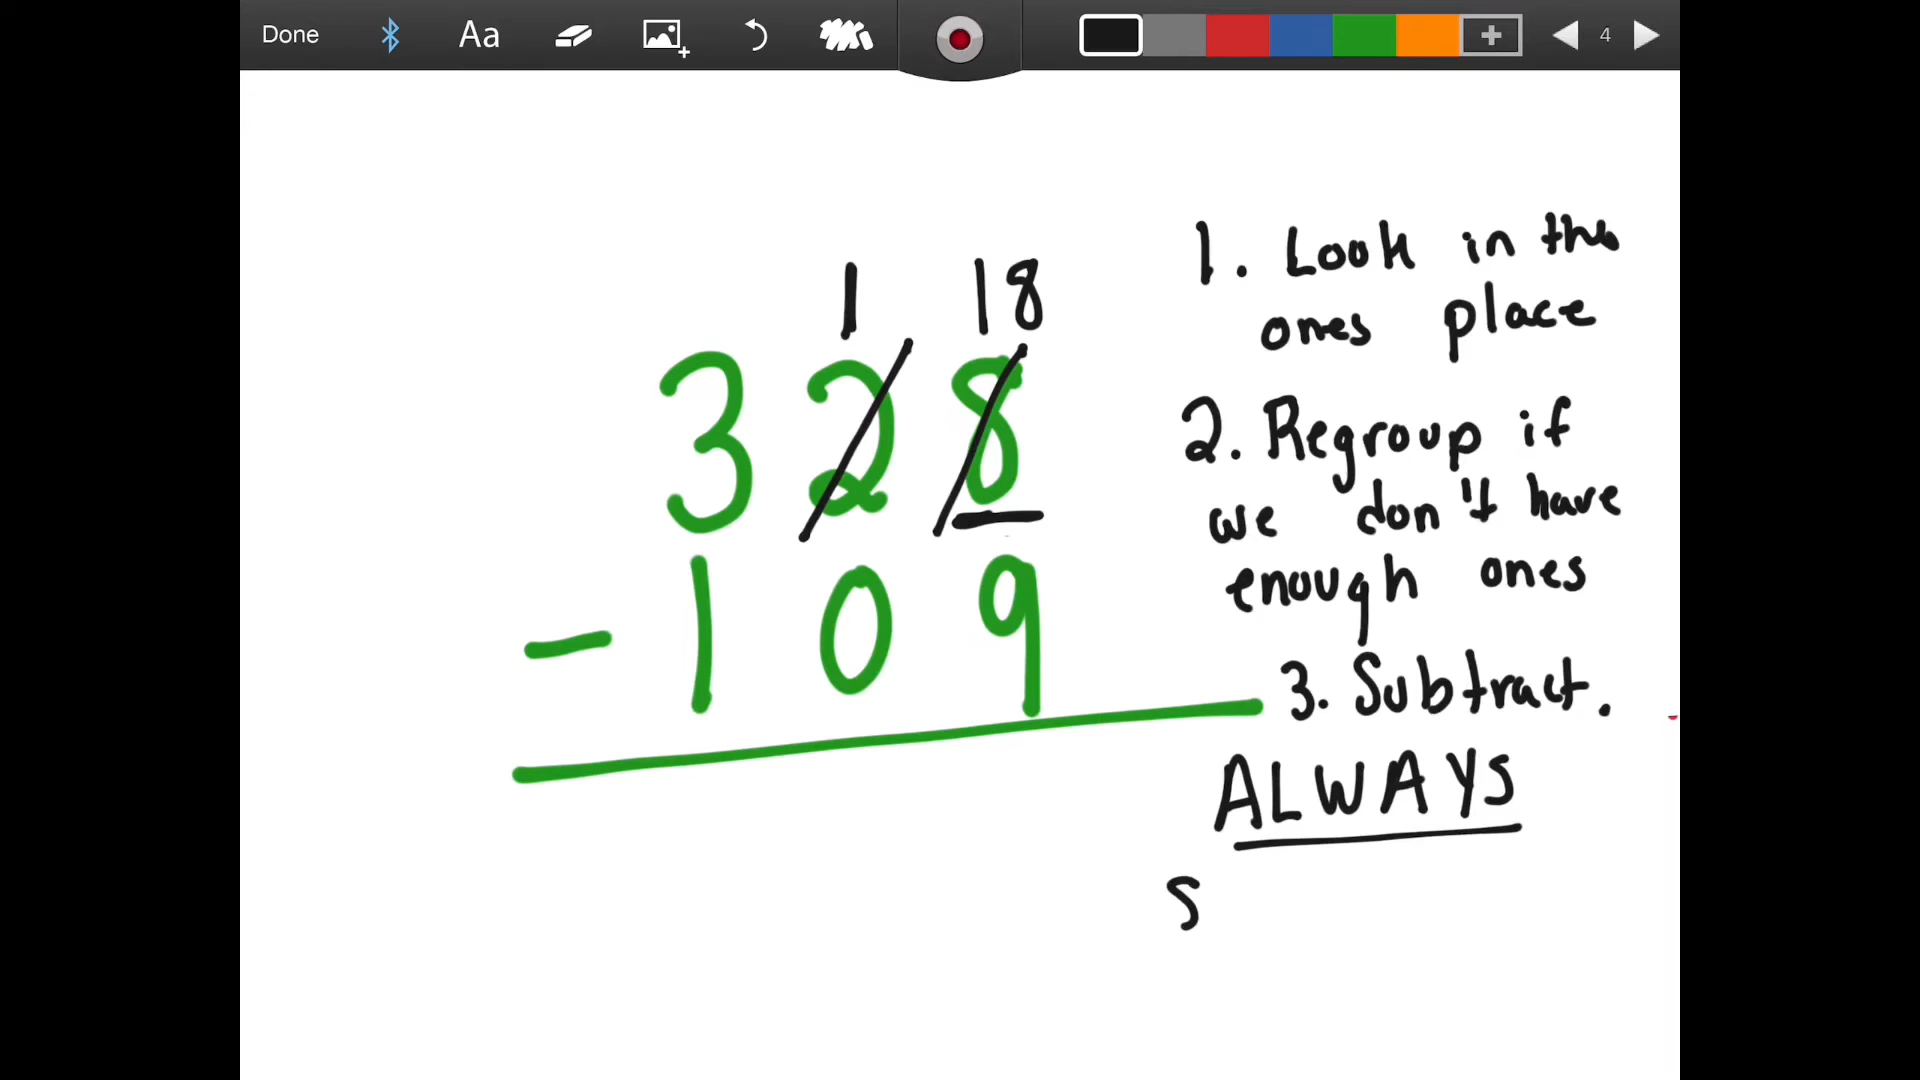 Done Aa 4
1 18
328
- 109
1. Look in the
ones place
2. Regroup if
we don't have
enough ones
3. Subtract.
ALWAYS
S